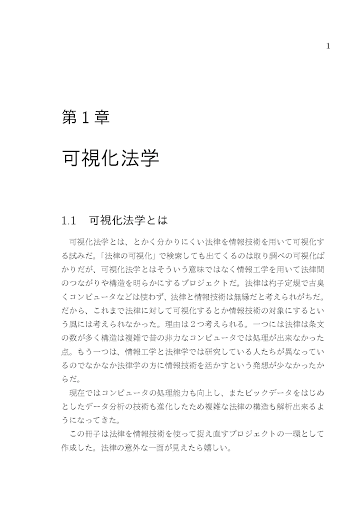 1
第 1 章
可視化法学
1.1 可視化法学とは
可視化法学とは、とかく分かりにくい法律を情報技術を用いて可視化す
る試みだ。「法律の可視化」で検索しても出てくるのは取り調べの可視化ば
かりだが、可視化法学とはそういう意味ではなく情報工学を用いて法律間
のつながりや構造を明らかにするプロジェクトだ。法律は杓子定規で古臭
くコンピュータなどは使わず、法律と情報技術は無縁だと考えられがちだ。
だから、これまで法律に対して可視化するとか情報技術の対象にするとい
う風には考えられなかった。理由は２つ考えられる。一つには法律は条文
の数が多く構造は複雑で昔の非力なコンピュータでは処理が出来なかった
点。もう一つは、情報工学と法律学では研究している人たちが異なってい
るのでなかなか法律学の方に情報技術を活かすという発想が少なかったか
らだ。
現在ではコンピュータの処理能力も向上し、またビックデータをはじめ
としたデータ分析の技術も進化したため複雑な法律の構造も解析出来るよ
うになってきた。
この冊子は法律を情報技術を使って捉え直すプロジェクトの一環として
作成した。法律の意外な一面が見えたら嬉しい。